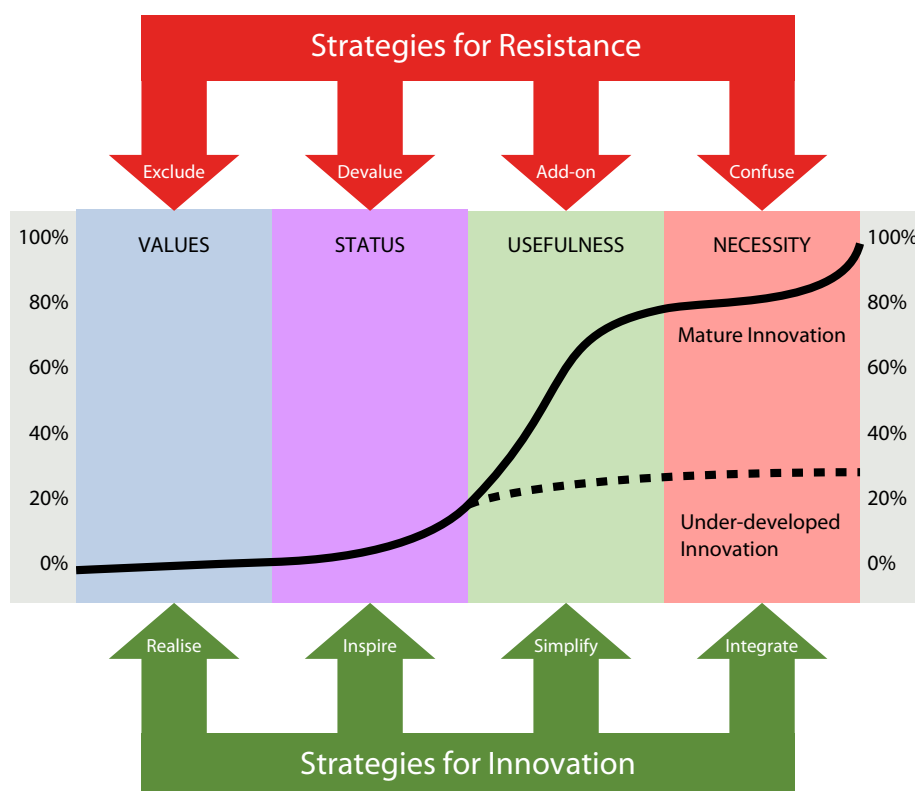 Strategies for Resistance
Exclude Devalue Add-on Confuse
VALUES STATUS USEFULNESS NECESSITY
100% 100%
80% 80%
Mature Innovation
60% 60%
40% 40%
20% 20%
Under-developed
Innovation
0% 0%
Realise Inspire Simplify Integrate
Strategies for Innovation